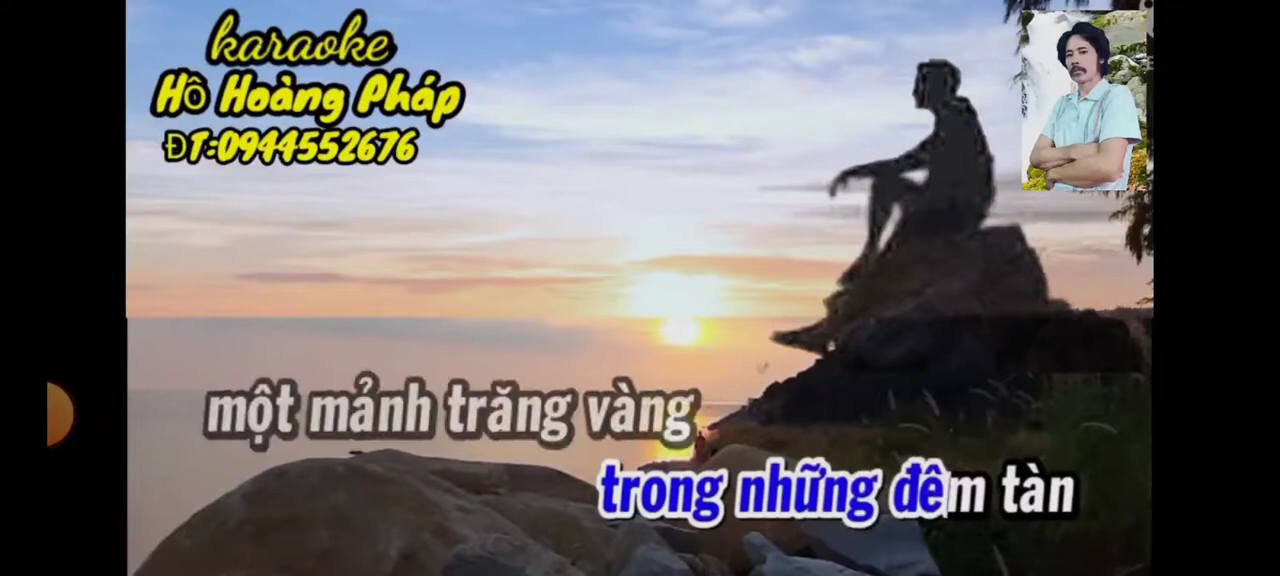 karaoke
Hồ Hoàng Pháp
ĐT:0944552676
một mảnh trăng vàng
trong những đêm tàn